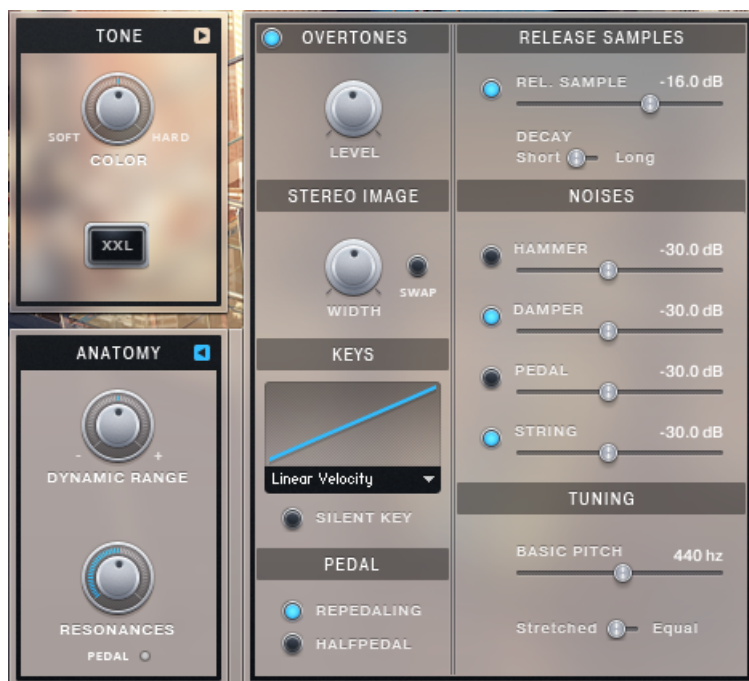 TONE
SOFT HARD
COLOR
XXL
ANATOMY
- +
DYNAMIC RANGE
RESONANCES
PEDAL
OVERTONES
LEVEL
STEREO IMAGE
SWAP
WIDTH
KEYS
Linear Velocity
SILENT KEY
PEDAL
REPEDALING
HALFPEDAL
RELEASE SAMPLES
REL. SAMPLE -16.0 dB
DECAY
Short Long
NOISES
HAMMER -30.0 dB
DAMPER -30.0 dB
PEDAL -30.0 dB
STRING -30.0 dB
TUNING
BASIC PITCH 440 hz
Stretched Equal